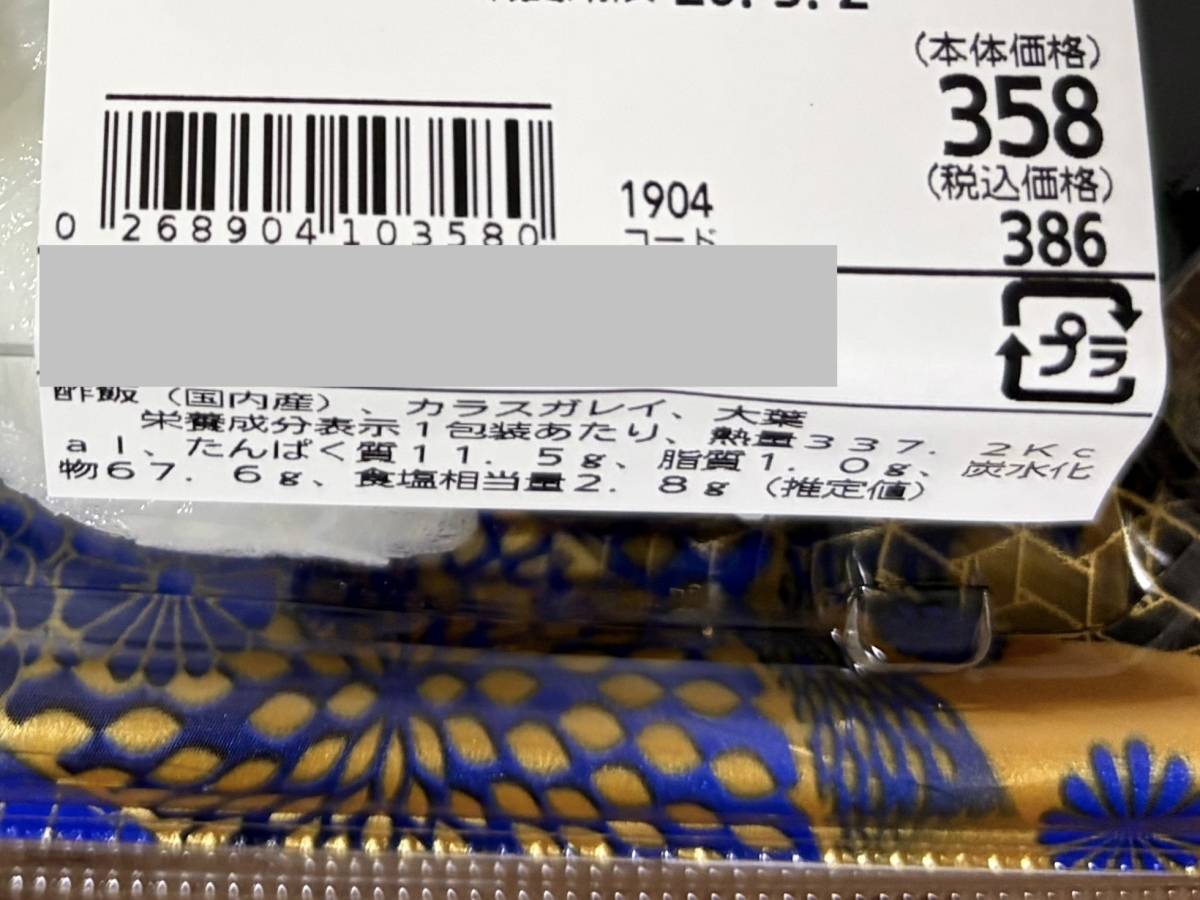 (本体価格)
358
(税込価格)
386
0 268904 103580
1904
コード
プラ
酢飯(国内産)、カラスガレイ、大葉
栄養成分表示1包装あたり、熱量337.2Kc
al、たんぱく質11.5g、脂質1.0g、炭水化
物67.6g、食塩相当量2.8g(推定値)